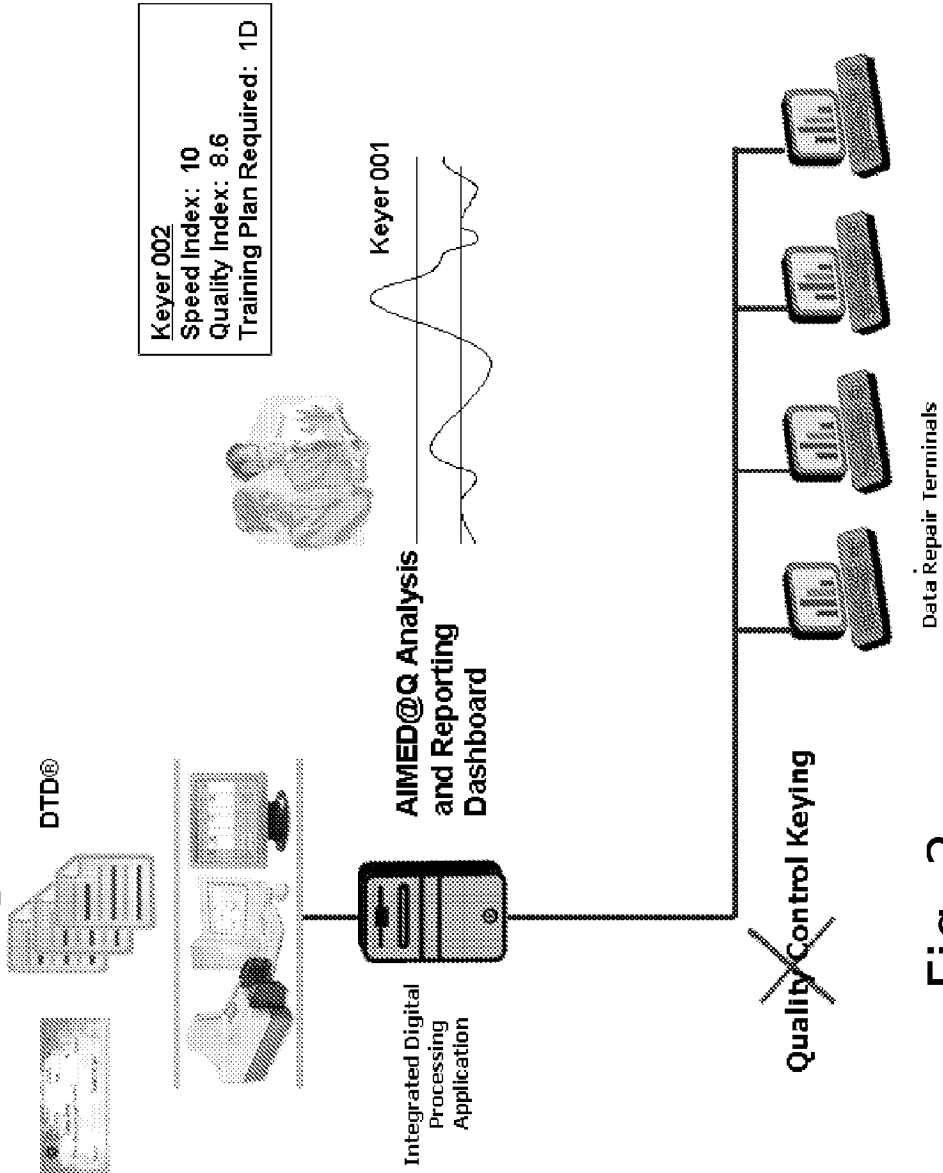 DTD®
Keyer 002
Speed Index: 10
Quality Index: 8.6
Training Plan Required: 1D
Keyer 001
AIMED@Q Analysis
and Reporting
Dashboard
Integrated Digital
Processing
Application
Quality Control Keying
Data Repair Terminals